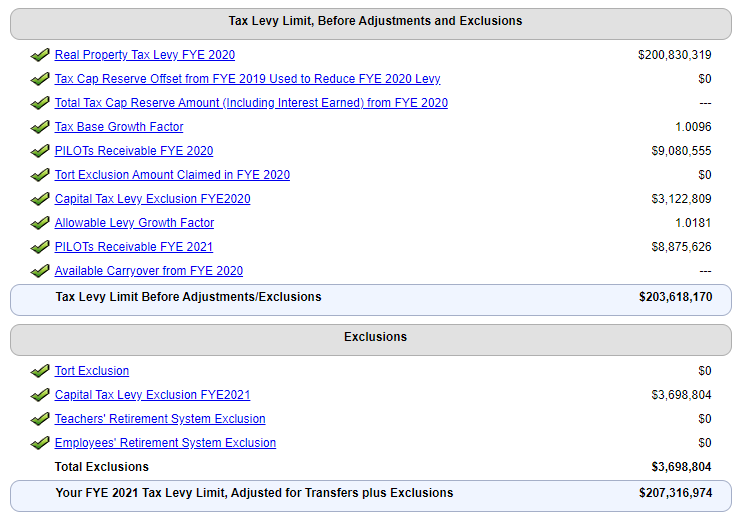 Tax Levy Limit, Before Adjustments and Exclusions
Real Property Tax Levy FYE 2020 $200,830,319
Tax Cap Reserve Offset from FYE 2019 Used to Reduce FYE 2020 Levy $0
Total Tax Cap Reserve Amount (Including Interest Earned) from FYE 2020 ---
Tax Base Growth Factor 1.0096
PILOTs Receivable FYE 2020 $9,080,555
Tort Exclusion Amount Claimed in FYE 2020 $0
Capital Tax Levy Exclusion FYE2020 $3,122,809
Allowable Levy Growth Factor 1.0181
PILOTs Receivable FYE 2021 $8,875,626
Available Carryover from FYE 2020 ---
Tax Levy Limit Before Adjustments/Exclusions $203,618,170
Exclusions
Tort Exclusion $0
Capital Tax Levy Exclusion FYE2021 $3,698,804
Teachers' Retirement System Exclusion $0
Employees' Retirement System Exclusion $0
Total Exclusions $3,698,804
Your FYE 2021 Tax Levy Limit, Adjusted for Transfers plus Exclusions $207,316,974